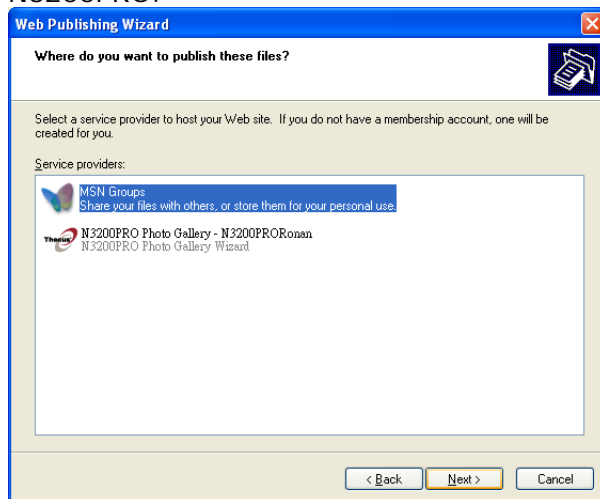 Web Publishing Wizard
Where do you want to publish these files?
Select a service provider to host your Web site. If you do not have a membership account, one will be
created for you.
Service providers:
MSN Groups
Share your files with others, or store them for your personal use.
Thecus
N3200PRO Photo Gallery - N3200PRORonan
N3200PRO Photo Gallery Wizard
< Back
Next >
Cancel